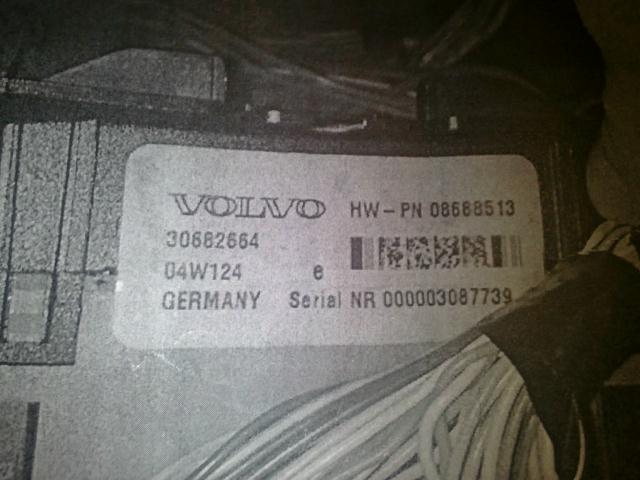 VOLVO HW-PN 08688513
30682664
04W124 e
GERMANY Serial NR 000003087739